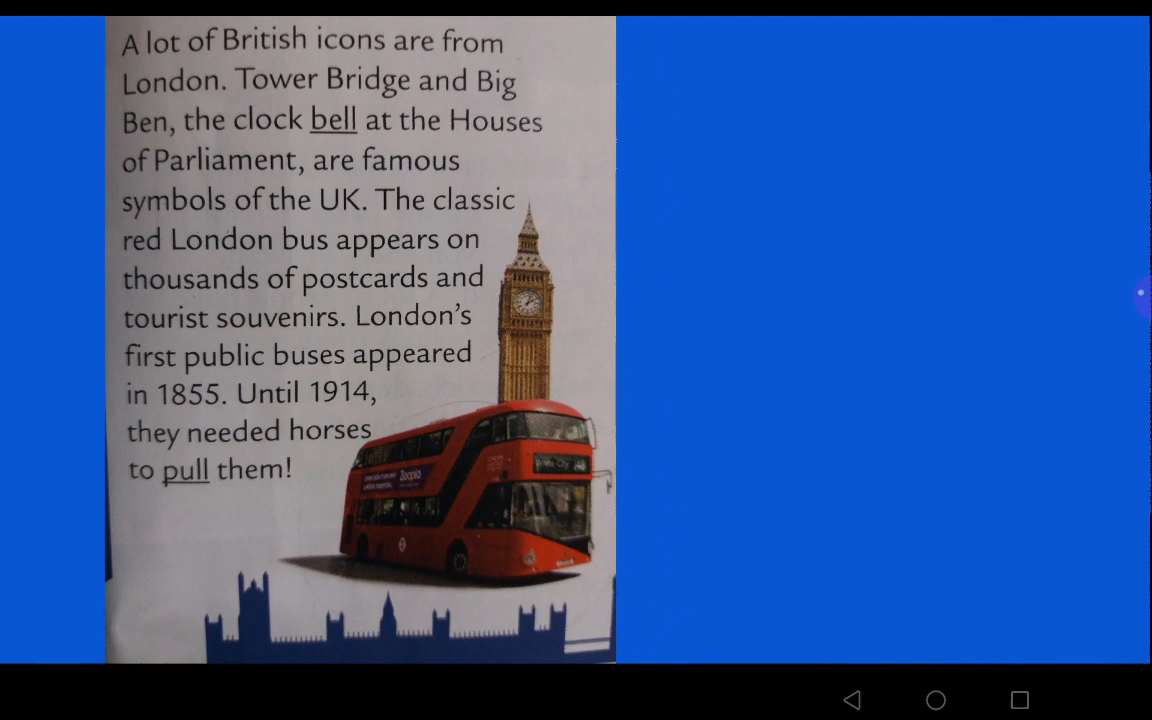 A lot of British icons are from
London. Tower Bridge and Big
Ben, the clock bell at the Houses
of Parliament, are famous
symbols of the UK. The classic
red London bus appears on
thousands of postcards and
tourist souvenirs. London's
first public buses appeared
in 1855. Until 1914,
they needed horses
to pull them!
Zoopla